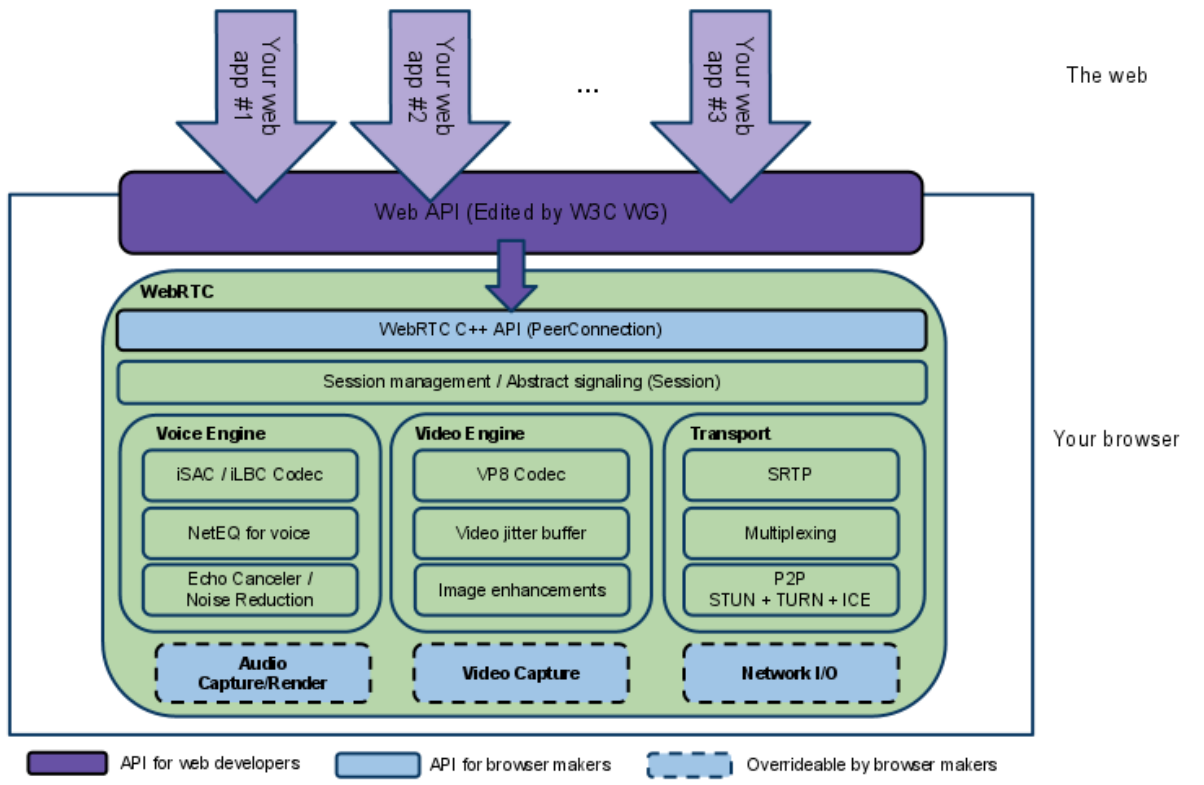 Your web
app #1
Your web
app #2
...
Your web
app #3
The web
Web API (Edited by W3C WG)
WebRTC
WebRTC C++ API (PeerConnection)
Session management / Abstract signaling (Session)
Voice Engine
iSAC / iLBC Codec
NetEQ for voice
Echo Canceler /
Noise Reduction
Video Engine
VP8 Codec
Video jitter buffer
Image enhancements
Transport
SRTP
Multiplexing
P2P
STUN + TURN + ICE
Your browser
Audio
Capture/Render
Video Capture
Network I/O
API for web developers
API for browser makers
Overrideable by browser makers